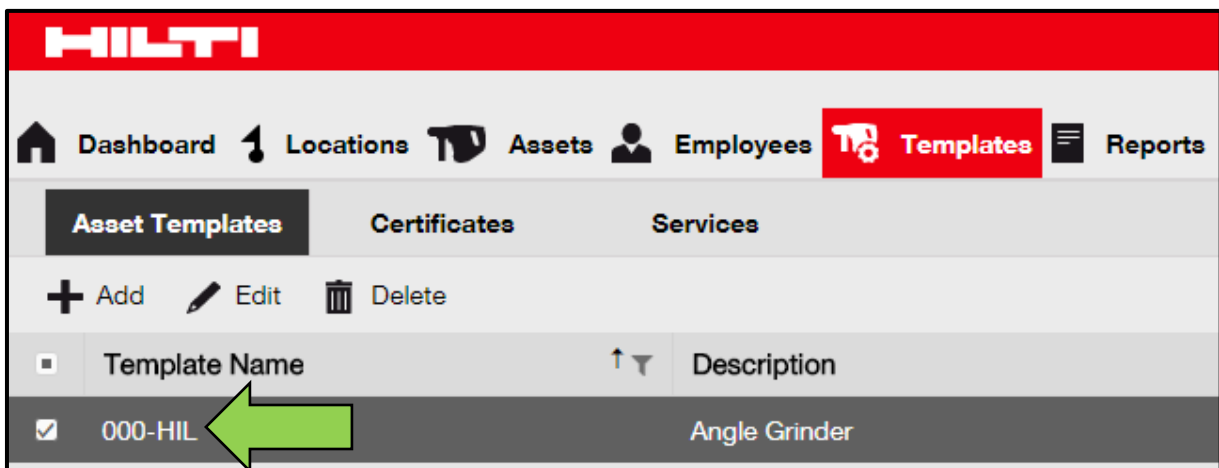 HILTI
Dashboard Locations Assets Employees Templates Reports
Asset Templates Certificates Services
Add Edit Delete
Template Name Description
000-HIL Angle Grinder